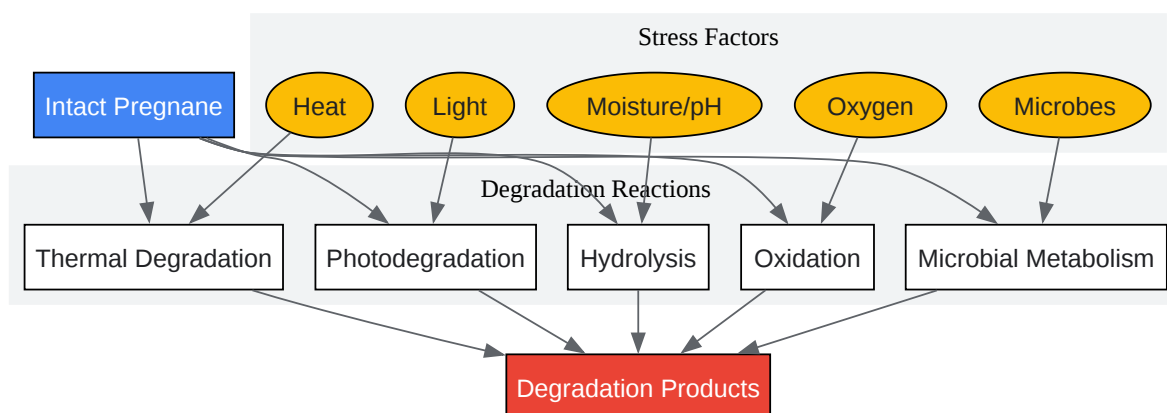 Stress Factors
Intact Pregnane
Heat
Light
Moisture/pH
Oxygen
Microbes
Degradation Reactions
Thermal Degradation
Photodegradation
Hydrolysis
Oxidation
Microbial Metabolism
Degradation Products